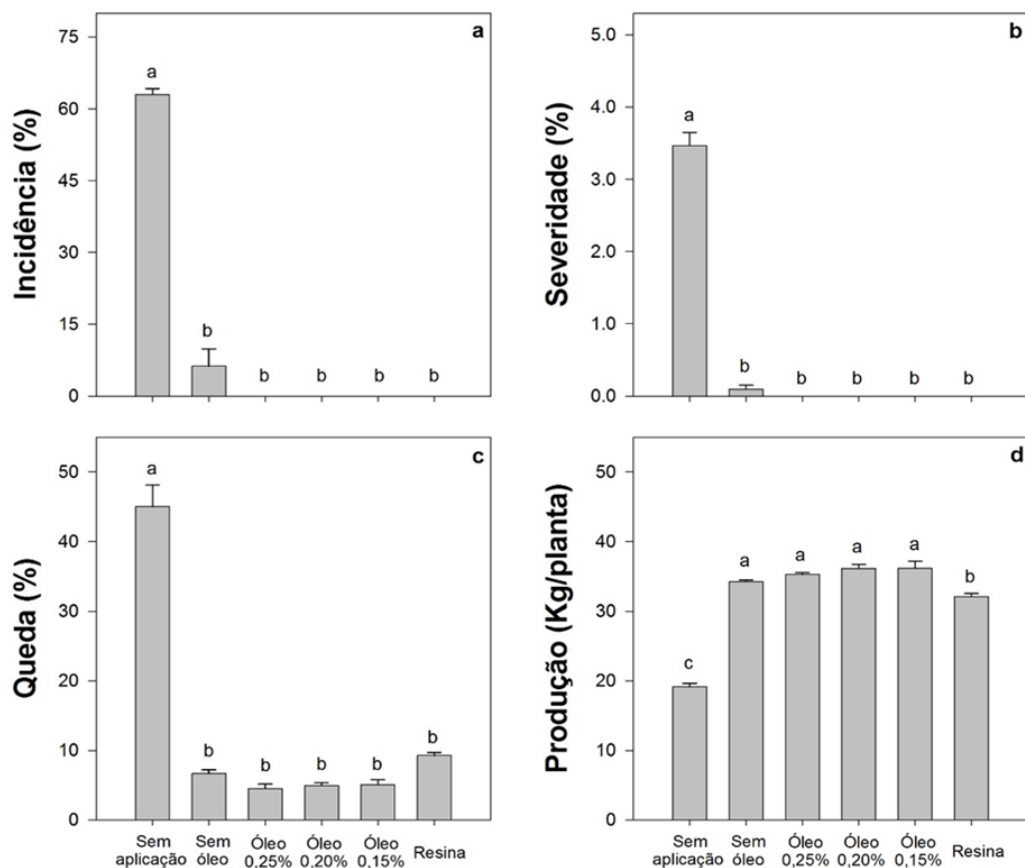 a
Incidência (%)
75
60
45
30
15
0
a
b
b
b
b
b
b
Severidade (%)
5.0
4.0
3.0
2.0
1.0
0.0
a
b
b
b
b
b
c
Queda (%)
50
40
30
20
10
0
a
b
b
b
b
b
Sem
aplicação
Sem
óleo
Óleo
0,25%
Óleo
0,20%
Óleo
0,15%
Resina
d
Produção (Kg/planta)
50
40
30
20
10
0
c
a
a
a
a
b
Sem
aplicação
Sem
óleo
Óleo
0,25%
Óleo
0,20%
Óleo
0,15%
Resina